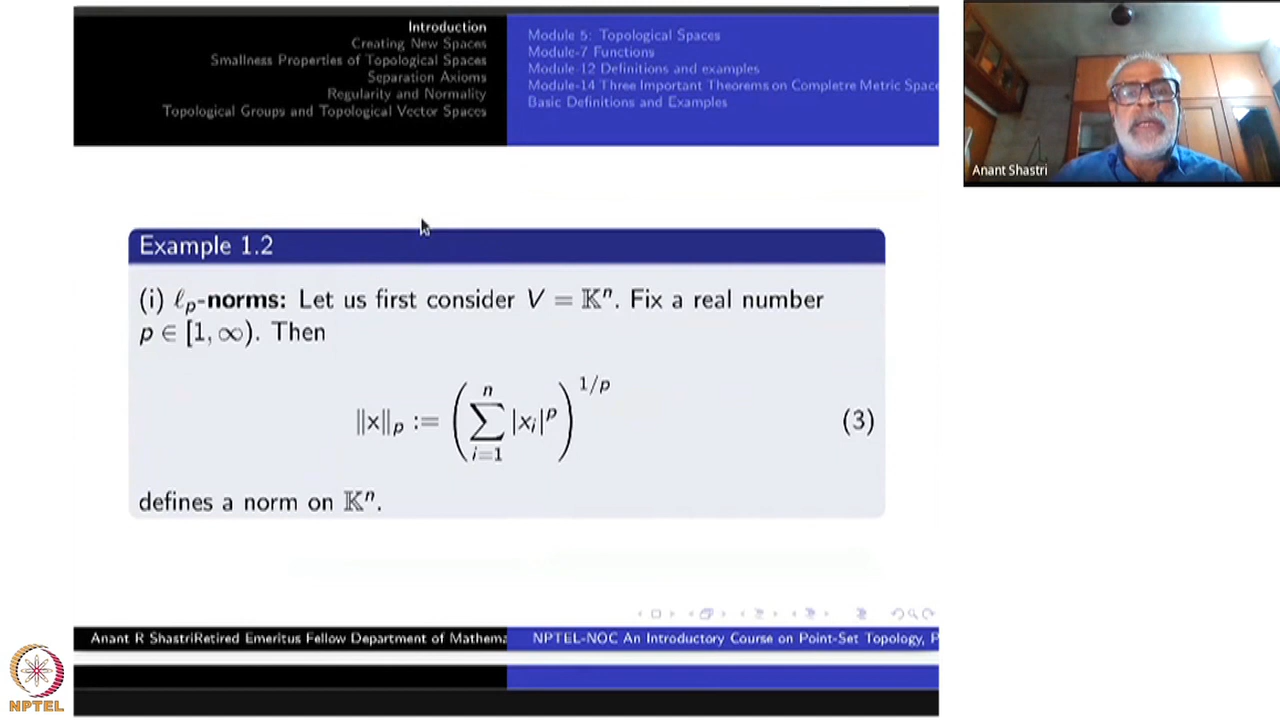 Introduction
Creating New Spaces
Smallness Properties of Topological Spaces
Separation Axioms
Regularity and Normality
Topological Groups and Topological Vector Spaces
Module 5: Topological Spaces
Module-7 Functions
Module-12 Definitions and examples
Module-14 Three Important Theorems on Completre Metric Space
Basic Definitions and Examples
Anant Shastri
Example 1.2
(i) ℓp-norms: Let us first consider V = 𝕂ⁿ. Fix a real number
p ∈ [1, ∞). Then
‖x‖p := (∑ⁿᵢ₌₁ |xᵢ|ᵖ)^1/p (3)
defines a norm on 𝕂ⁿ.
Anant R ShastriRetired Emeritus Fellow Department of Mathema
NPTEL-NOC An Introductory Course on Point-Set Topology, P
NPTEL